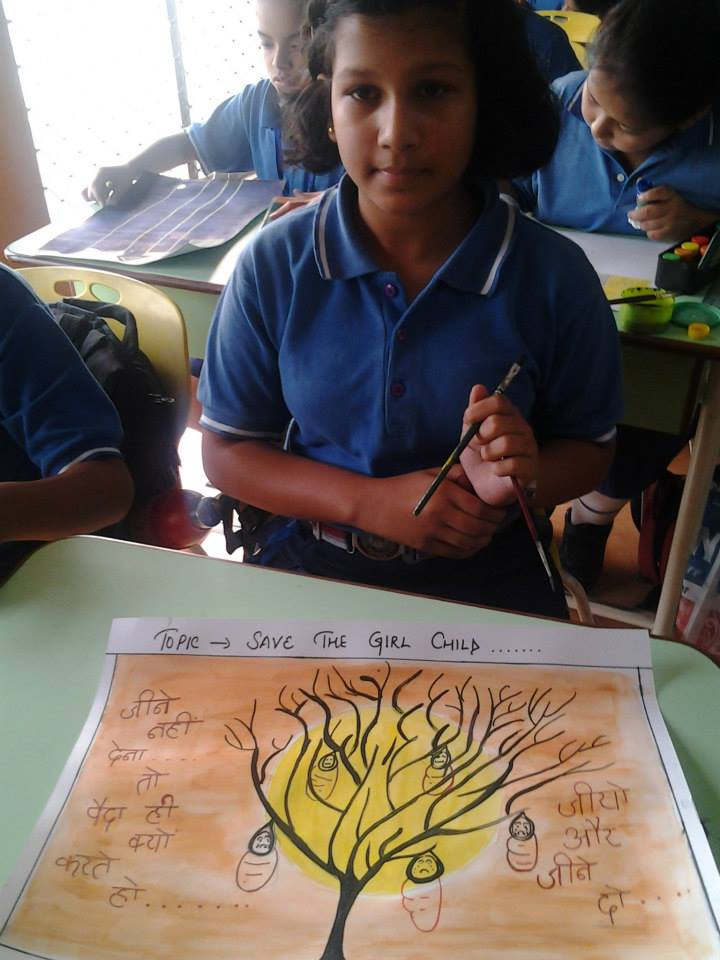 TOPIC → SAVE THE GIRL CHILD .......
जीने
नहीं
देना ....
तो
पैदा ही
क्यों
करते
हो ........
जीयो
और
जीने
दो ....